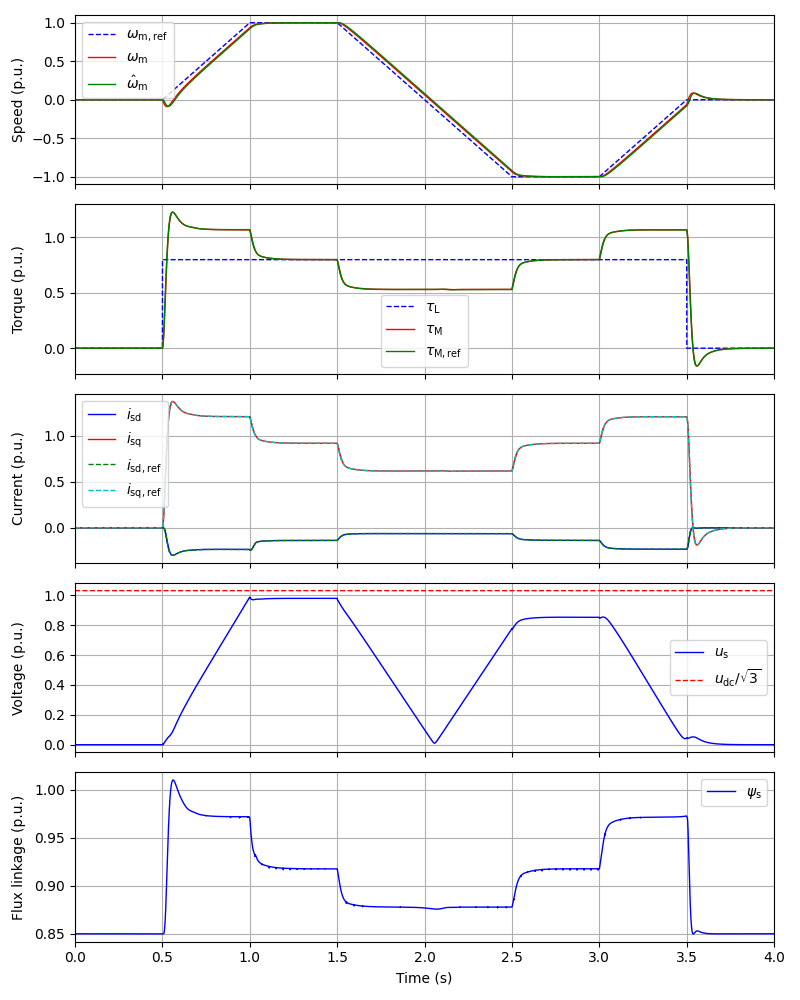 1.0
0.5
0.0
−0.5
−1.0
Speed (p.u.)
ω_m,ref
ω_m
ω̂_m
1.0
0.5
0.0
Torque (p.u.)
τ_L
τ_M
τ_M,ref
1.0
0.5
0.0
Current (p.u.)
i_sd
i_sq
i_sd,ref
i_sq,ref
1.0
0.8
0.6
0.4
0.2
0.0
Voltage (p.u.)
u_s
u_dc/√3
1.00
0.95
0.90
0.85
Flux linkage (p.u.)
ψ_s
0.0 0.5 1.0 1.5 2.0 2.5 3.0 3.5 4.0
Time (s)